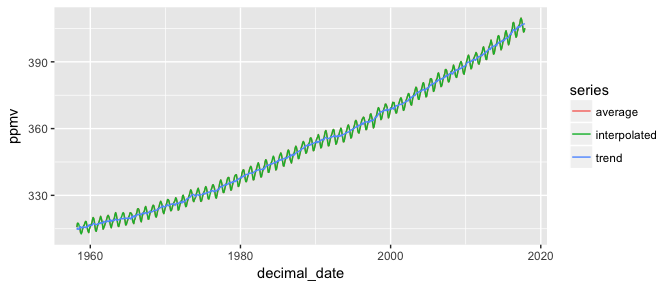 ppmv
390
360
330
1960
1980
2000
2020
decimal_date
series
average
interpolated
trend